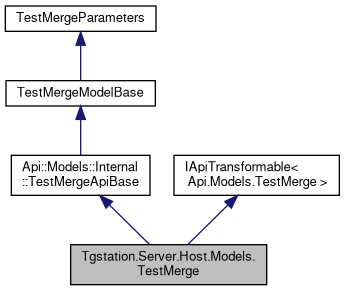 TestMergeParameters
TestMergeModelBase
Api::Models::Internal
::TestMergeApiBase
IApiTransformable<
Api.Models.TestMerge >
Tgstation.Server.Host.Models.
TestMerge